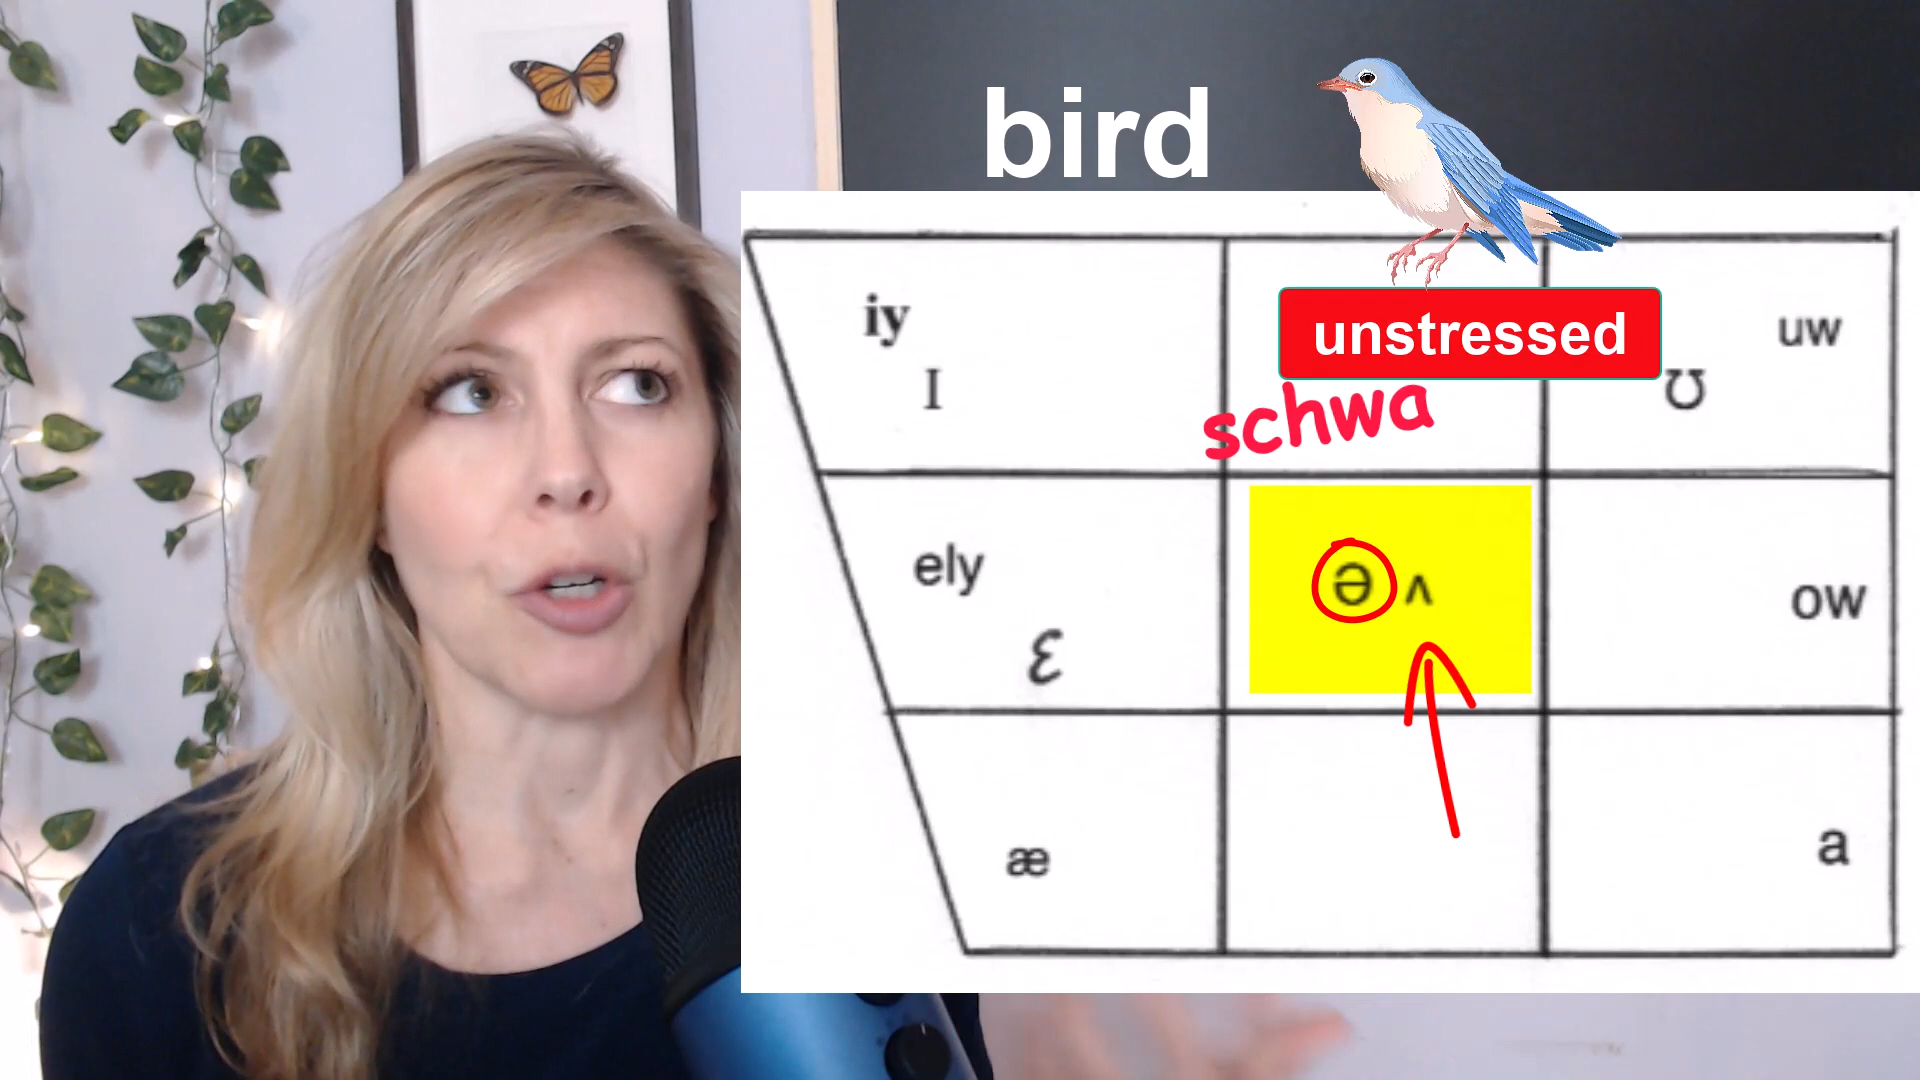 bird
unstressed
iy
uw
I
ʊ
schwa
ely
ə ʌ
ow
ɛ
æ
a